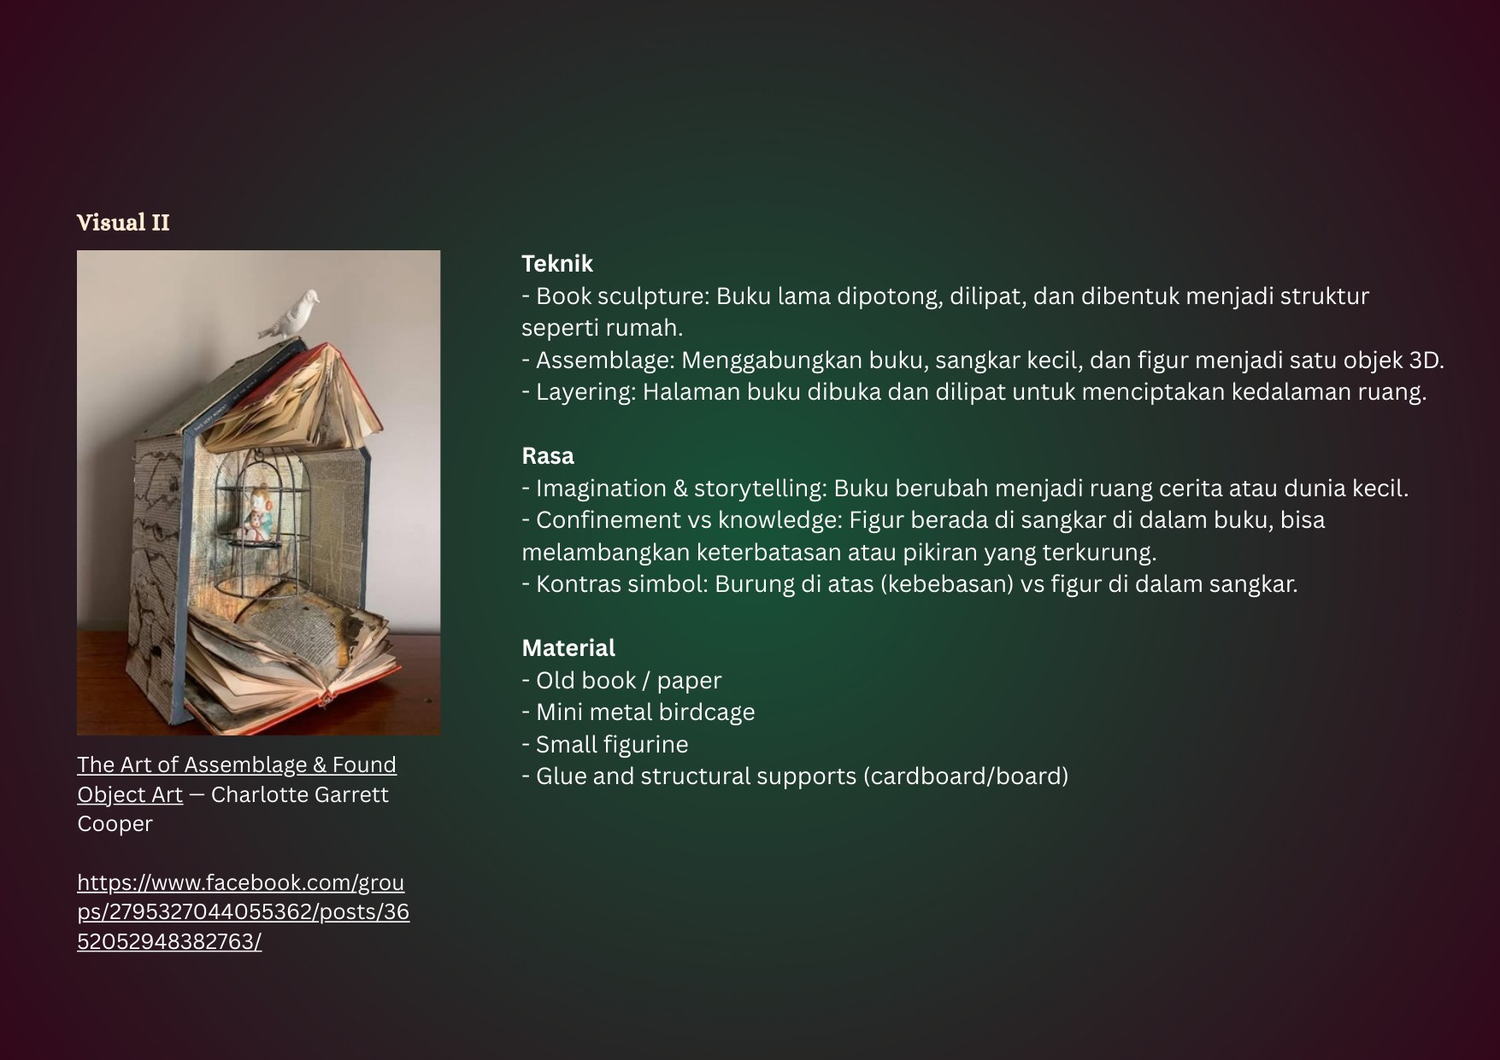 Visual II
Teknik
- Book sculpture: Buku lama dipotong, dilipat, dan dibentuk menjadi struktur
seperti rumah.
- Assemblage: Menggabungkan buku, sangkar kecil, dan figur menjadi satu objek 3D.
- Layering: Halaman buku dibuka dan dilipat untuk menciptakan kedalaman ruang.
Rasa
- Imagination & storytelling: Buku berubah menjadi ruang cerita atau dunia kecil.
- Confinement vs knowledge: Figur berada di sangkar di dalam buku, bisa
melambangkan keterbatasan atau pikiran yang terkurung.
- Kontras simbol: Burung di atas (kebebasan) vs figur di dalam sangkar.
Material
- Old book / paper
- Mini metal birdcage
- Small figurine
- Glue and structural supports (cardboard/board)
The Art of Assemblage & Found
Object Art — Charlotte Garrett
Cooper
https://www.facebook.com/grou
ps/2795327044055362/posts/36
52052948382763/